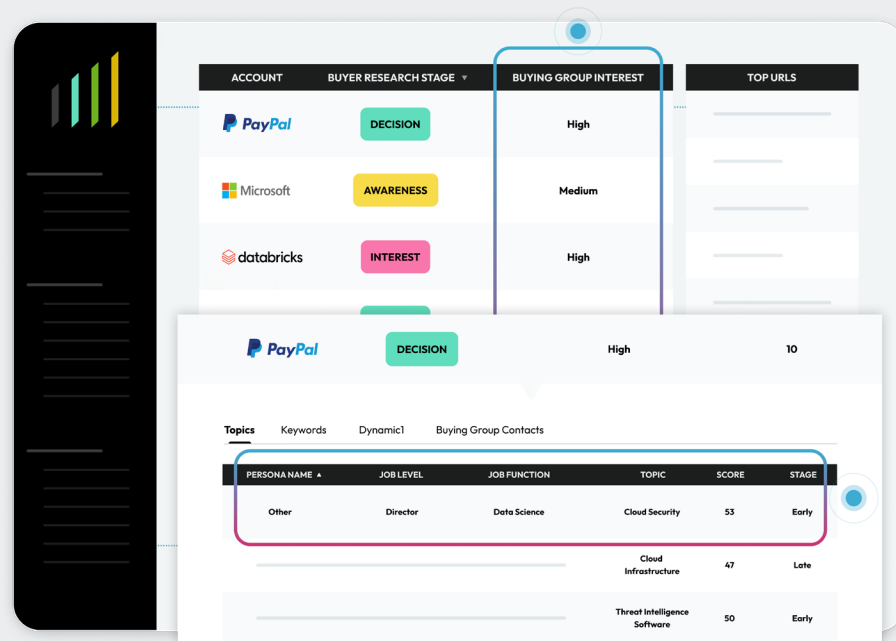 ACCOUNT BUYER RESEARCH STAGE ▼ BUYING GROUP INTEREST TOP URLS
PayPal DECISION High
Microsoft AWARENESS Medium
databricks INTEREST High
PayPal DECISION High 10
Topics Keywords Dynamic1 Buying Group Contacts
PERSONA NAME ▲ JOB LEVEL JOB FUNCTION TOPIC SCORE STAGE
Other Director Data Science Cloud Security 53 Early
Cloud
Infrastructure 47 Late
Threat Intelligence
Software 50 Early